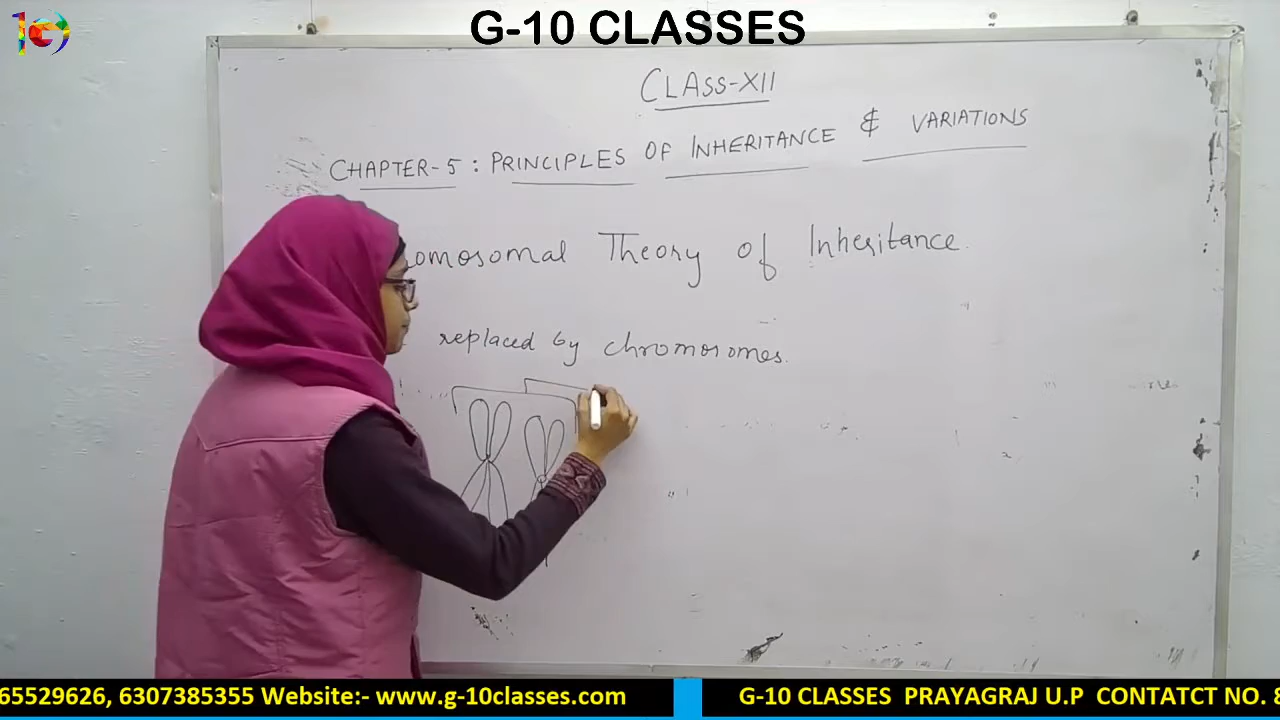 G-10 CLASSES
CLASS-XII
CHAPTER-5 : PRINCIPLES OF INHERITANCE & VARIATIONS
omosomal Theory of Inheritance.
replaced by chromosomes.
65529626, 6307385355 Website:- www.g-10classes.com
G-10 CLASSES PRAYAGRAJ U.P CONTATCT NO. 8